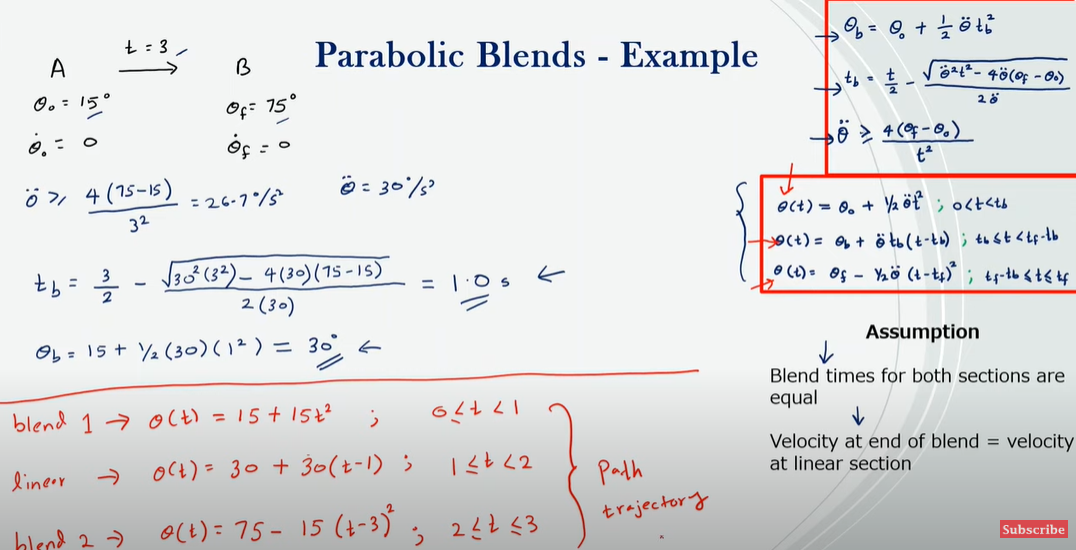 Parabolic Blends - Example
A t = 3 → B
θ₀ = 15° θf = 75°
θ̇₀ = 0 θ̇f = 0
θ̈ ≥ 4(75-15) / 3² = 26.7°/s² θ̈ = 30°/s²
tb = 3/2 - √(30²(3²) - 4(30)(75-15)) / 2(30) = 1.0 s ←
θb = 15 + ½(30)(1²) = 30° ←
blend 1 → θ(t) = 15 + 15t² ; 0 ≤ t < 1
linear → θ(t) = 30 + 30(t-1) ; 1 ≤ t < 2
blend 2 → θ(t) = 75 - 15 (t-3)² ; 2 ≤ t ≤ 3
path
trajectory
→ θb = θ₀ + ½ θ̈ tb²
→ tb = t/2 - √(θ̈²t² - 4θ̈(θf - θ₀)) / 2θ̈
→ θ̈ ≥ 4(θf - θ₀) / t²
θ(t) = θ₀ + ½ θ̈t² ; 0<t<tb
→ θ(t) = θb + θ̈ tb(t-tb) ; tb ≤ t < tf-tb
θ(t) = θf - ½ θ̈ (t-tf)² ; tf-tb ≤ t ≤ tf
Assumption
↓
Blend times for both sections are
equal
↓
Velocity at end of blend = velocity
at linear section
Subscribe